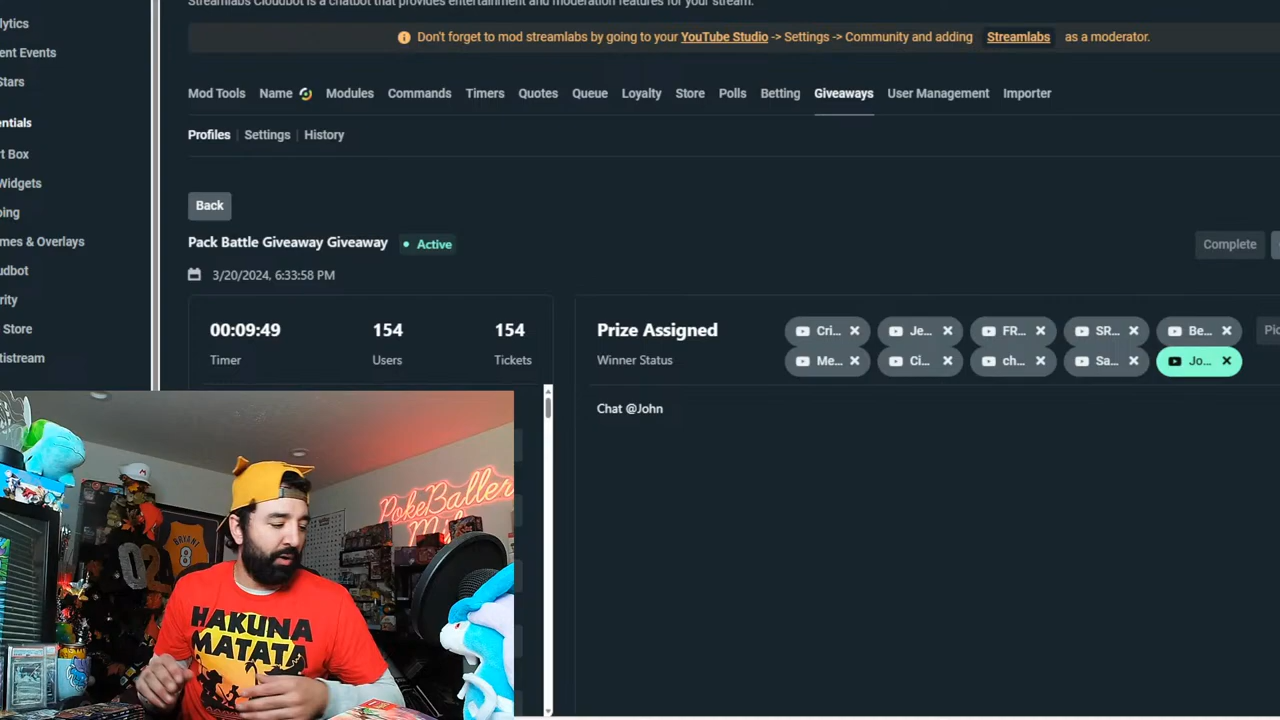 Streamlabs Cloudbot is a chatbot that provides entertainment and moderation features for your stream.
Don't forget to mod streamlabs by going to your YouTube Studio -> Settings -> Community and adding Streamlabs as a moderator.
lytics
ent Events
Stars
entials
rt Box
Widgets
ping
mes & Overlays
udbot
rity
Store
tistream
Mod Tools Name Modules Commands Timers Quotes Queue Loyalty Store Polls Betting Giveaways User Management Importer
Profiles | Settings | History
Back
Pack Battle Giveaway Giveaway • Active
Complete
3/20/2024, 6:33:58 PM
00:09:49 154 154
Timer Users Tickets
Prize Assigned
Winner Status
Cri... Je... FR... SR... Be...
Me... Ci... ch... Sa... Jo...
Pic
Chat @John
PokeBaller
BRYANT
8
HAKUNA
MATATA